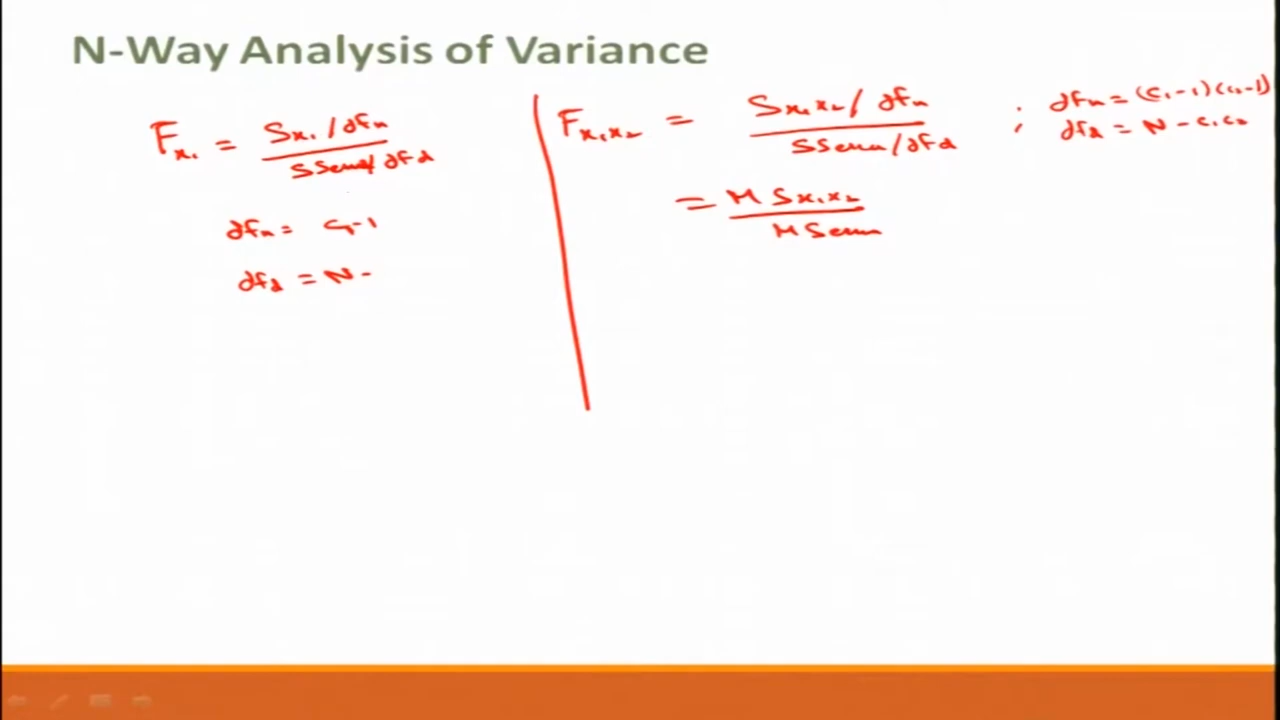 N-Way Analysis of Variance
Fx₁ = Sx₁ / dfn
SSerror / dfd
dfn = c₁-1
dfd = N -
Fx₁x₂ = Sx₁x₂ / dfn
SSerror / dfd
; dfn = (c₁-1)(c₂-1)
dfd = N - c₁c₂
= MSx₁x₂
MSerror